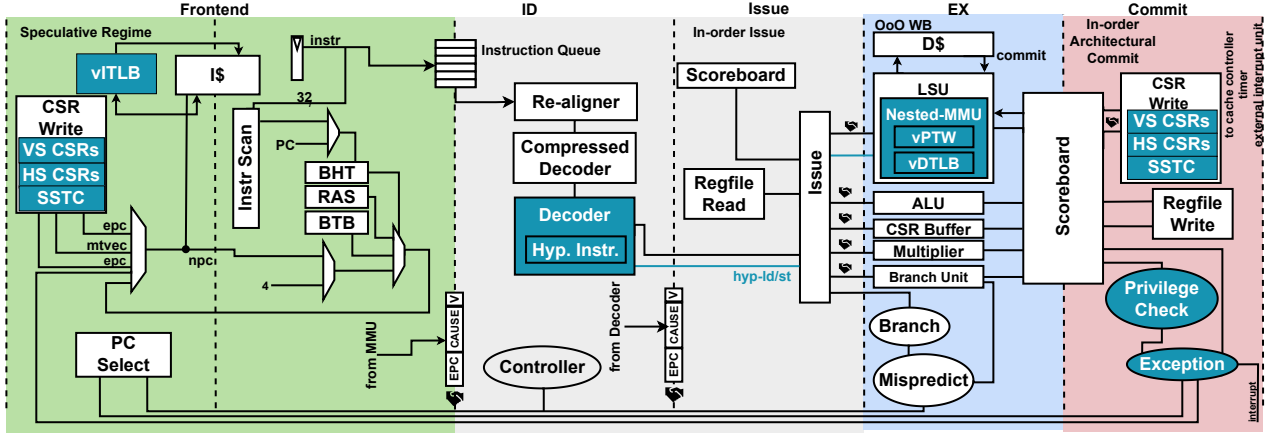 Frontend
ID
Issue
EX
Commit
Speculative Regime
vITLB
I$
instr
Instruction Queue
In-order Issue
OoO WB
D$
commit
In-order
Architectural
Commit
to cache controller
timer
external interrupt unit
CSR
Write
VS CSRs
HS CSRs
SSTC
32
Instr Scan
PC
BHT
RAS
BTB
Re-aligner
Compressed
Decoder
Decoder
Hyp. Instr.
Scoreboard
Regfile
Read
Issue
LSU
Nested-MMU
vPTW
vDTLB
ALU
CSR Buffer
Multiplier
Branch Unit
Scoreboard
CSR
Write
VS CSRs
HS CSRs
SSTC
Regfile
Write
epc
mtvec
epc
npc
4
hyp-ld/st
from MMU
EPC CAUSE V
from Decoder
EPC CAUSE V
PC
Select
Controller
Branch
Mispredict
Privilege
Check
Exception
interrupt